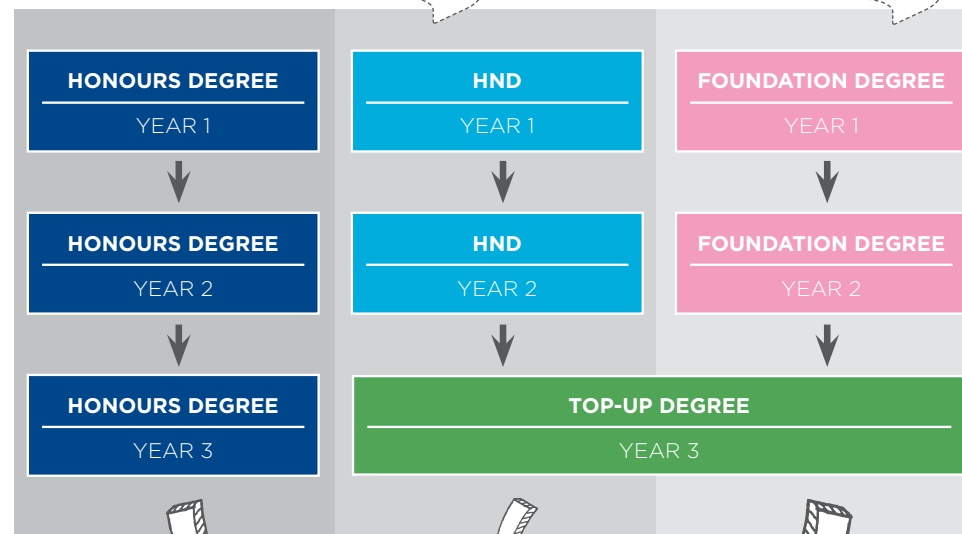 HONOURS DEGREE
YEAR 1
HND
YEAR 1
FOUNDATION DEGREE
YEAR 1
HONOURS DEGREE
YEAR 2
HND
YEAR 2
FOUNDATION DEGREE
YEAR 2
HONOURS DEGREE
YEAR 3
TOP-UP DEGREE
YEAR 3